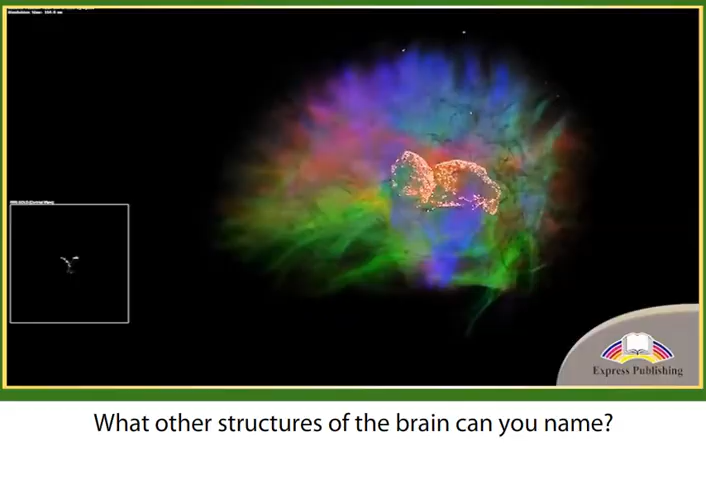 Express Publishing
What other structures of the brain can you name?